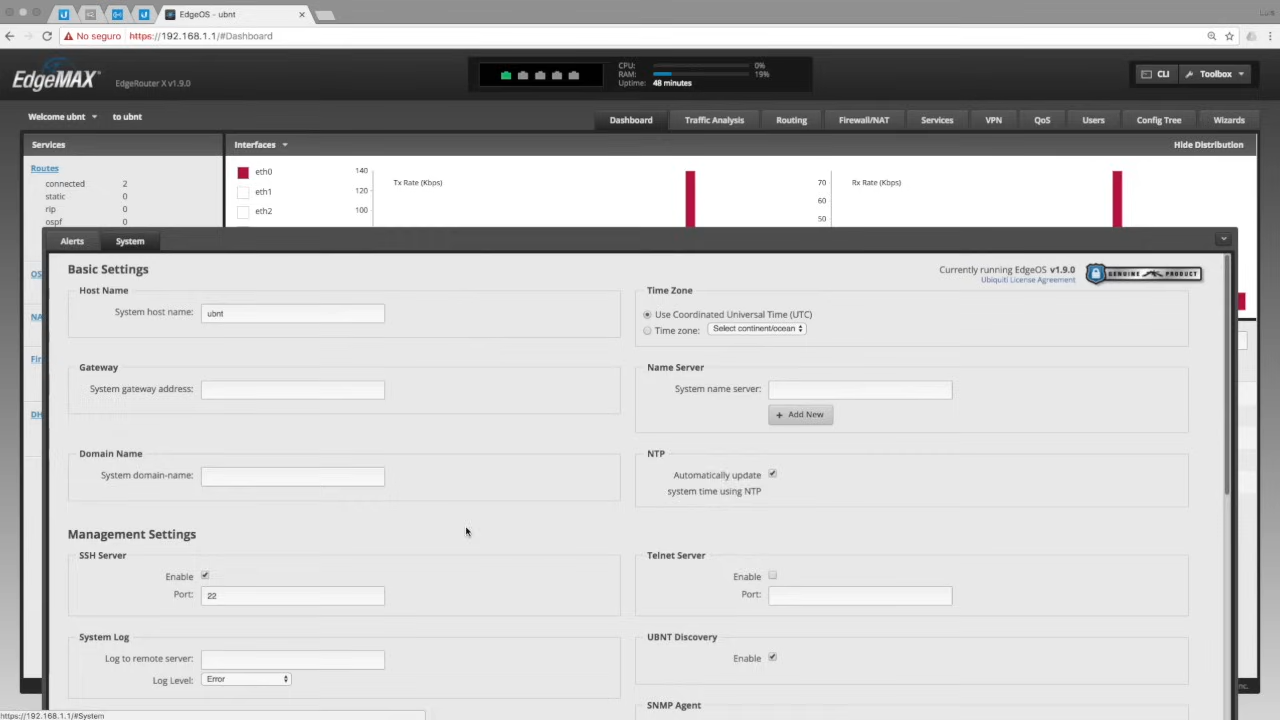 EdgeOS - ubnt
Luis
No seguro https://192.168.1.1/#Dashboard
EdgeMAX EdgeRouter X v1.9.0
CPU: 0%
RAM: 19%
Uptime: 48 minutes
CLI Toolbox
Welcome ubnt to ubnt
Dashboard Traffic Analysis Routing Firewall/NAT Services VPN QoS Users Config Tree Wizards
Services Interfaces Hide Distribution
Routes
connected 2
static 0
rip 0
ospf 0
eth0
eth1
eth2
140
120
100
Tx Rate (Kbps)
70
60
50
Rx Rate (Kbps)
OS
NA
Fir
DH
Alerts System
Basic Settings
Currently running EdgeOS v1.9.0
Ubiquiti License Agreement
GENUINE PRODUCT
Host Name
System host name: ubnt
Time Zone
Use Coordinated Universal Time (UTC)
Time zone: Select continent/ocean
Gateway
System gateway address:
Name Server
System name server:
+ Add New
Domain Name
System domain-name:
NTP
Automatically update
system time using NTP
Management Settings
SSH Server
Enable
Port: 22
Telnet Server
Enable
Port:
System Log
Log to remote server:
Log Level: Error
UBNT Discovery
Enable
SNMP Agent
nc.
https://192.168.1.1/#System